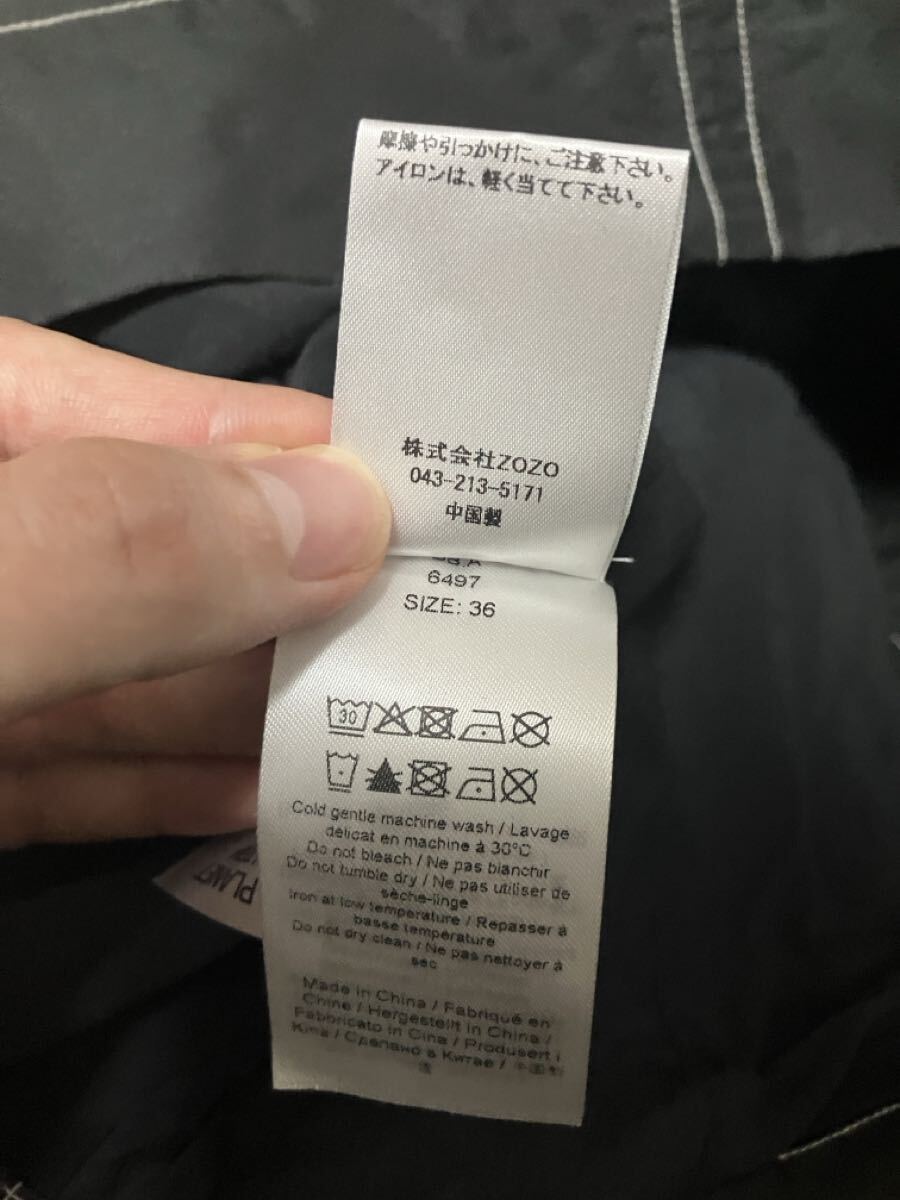 摩擦や引っかけに、ご注意下さい。
アイロンは、軽く当てて下さい。
株式会社ZOZO
043-213-5171
中国製
6497
SIZE: 36
30
Cold gentle machine wash / Lavage
délicat en machine à 30°C
Do not bleach / Ne pas blanchir
Do not tumble dry / Ne pas utiliser de
sèche-linge
Iron at low temperature / Repasser à
basse temperature
Do not dry clean / Ne pas nettoyer à
sec
Made in China / Fabriqué en
Chine / Hergestellt in China /
Fabbricato in Cina / Produsert i
Kina / Сделано в Китае / 中国製